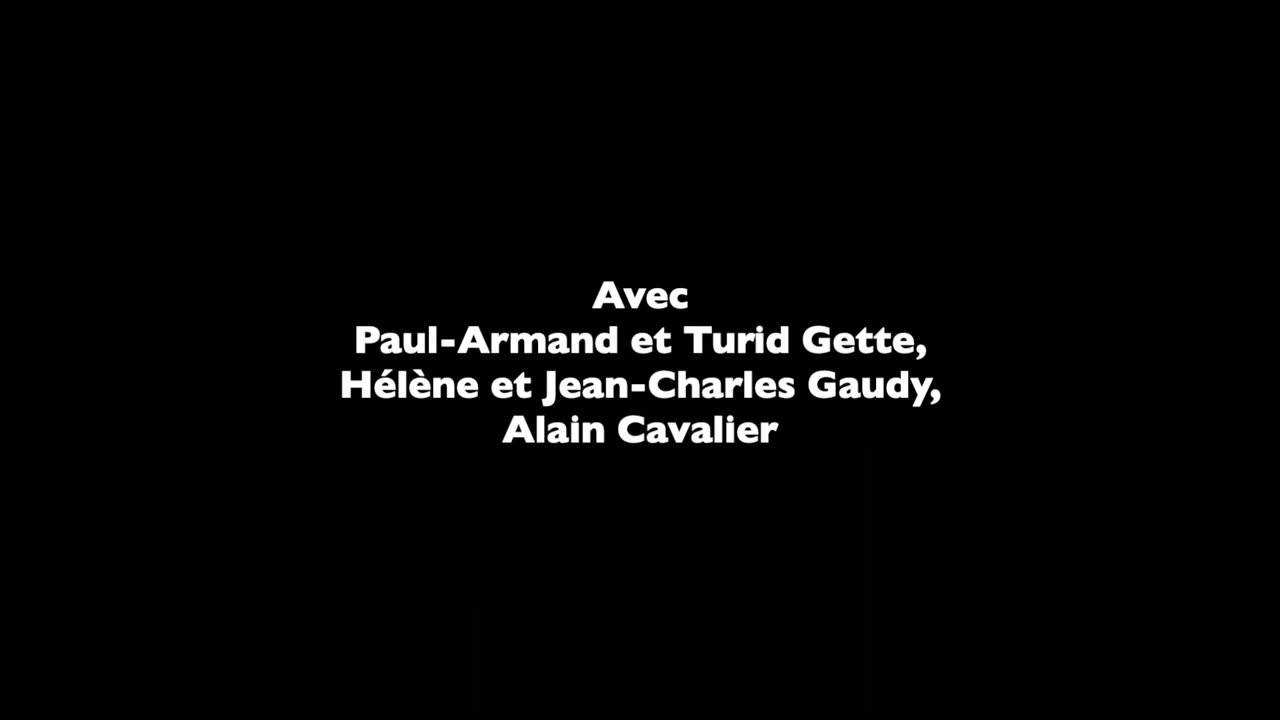 Avec
Paul-Armand et Turid Gette,
Hélène et Jean-Charles Gaudy,
Alain Cavalier